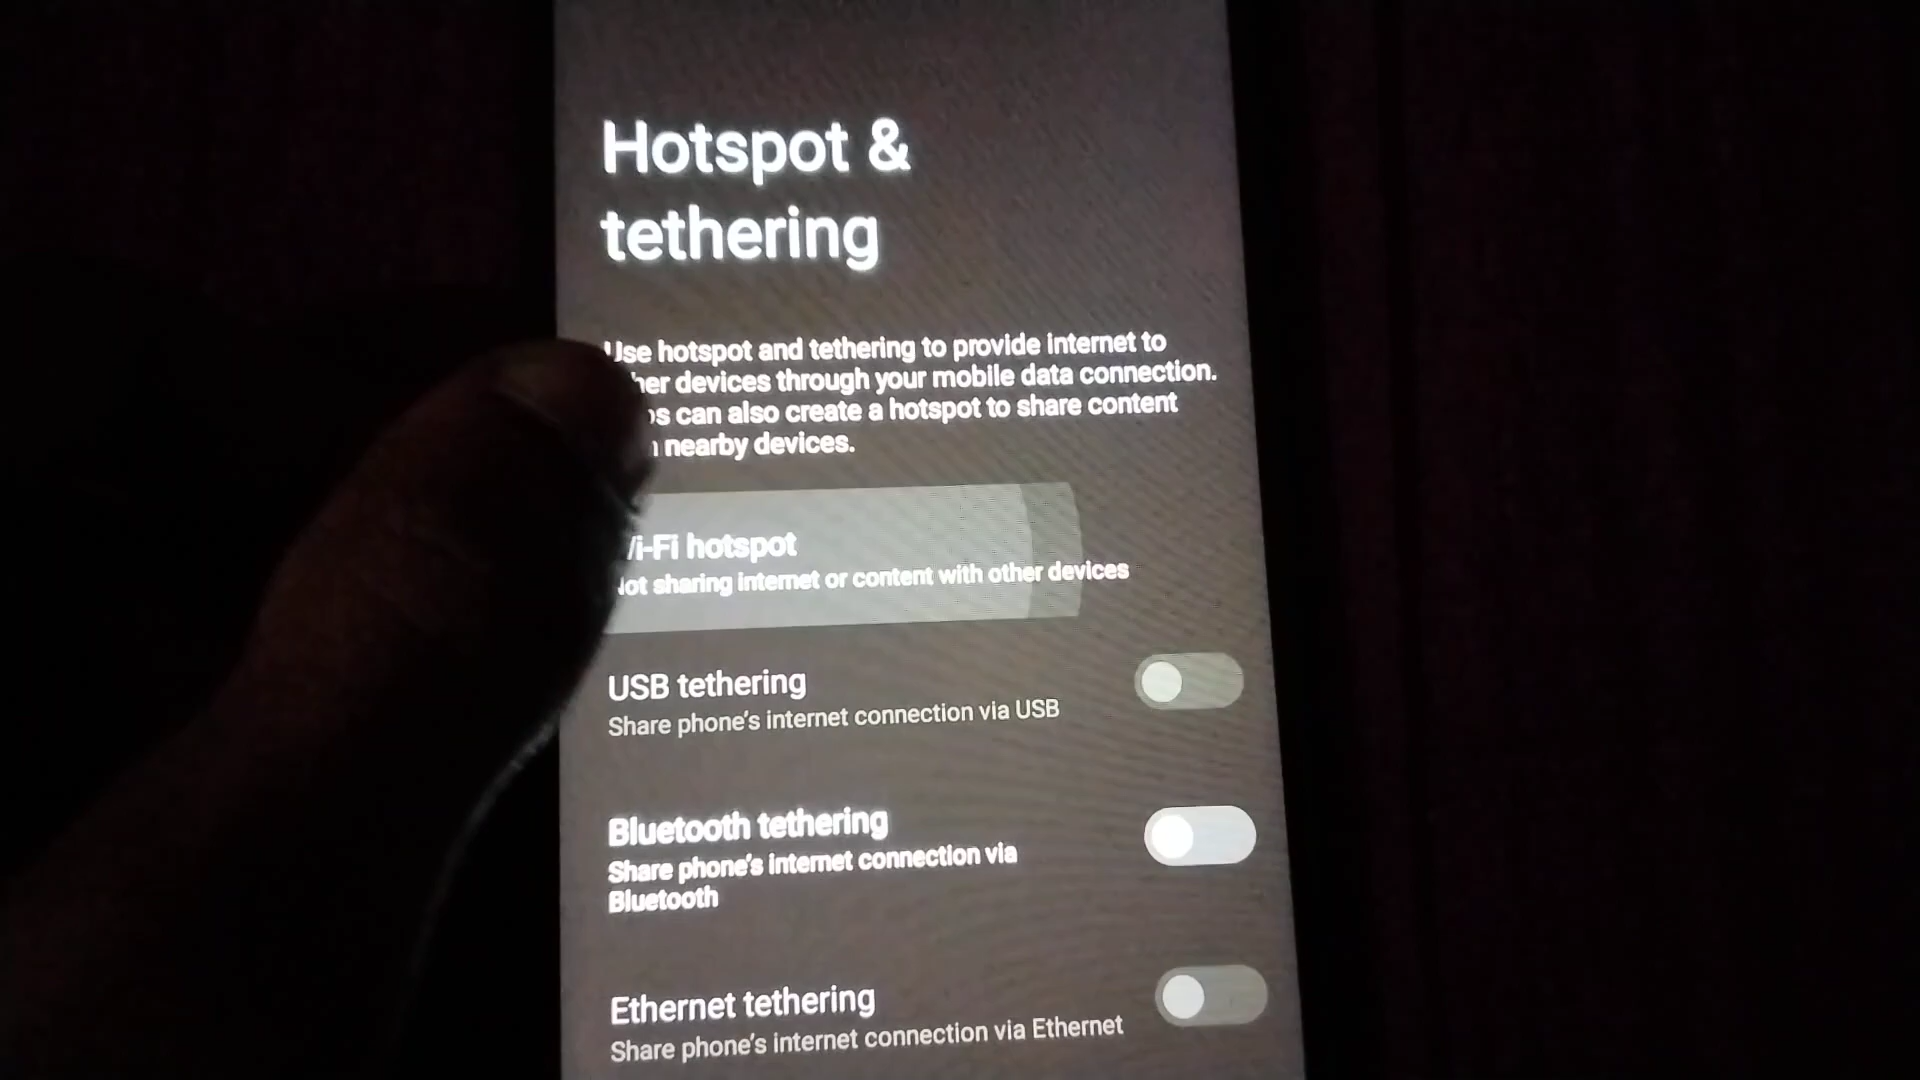 Hotspot &
tethering
Use hotspot and tethering to provide internet to
devices through your mobile data connection.
can also create a hotspot to share content
nearby devices.
Wi-Fi hotspot
Not sharing internet or content with other devices
USB tethering
Share phone's internet connection via USB
Bluetooth tethering
Share phone's internet connection via
Bluetooth
Ethernet tethering
Share phone's internet connection via Ethernet